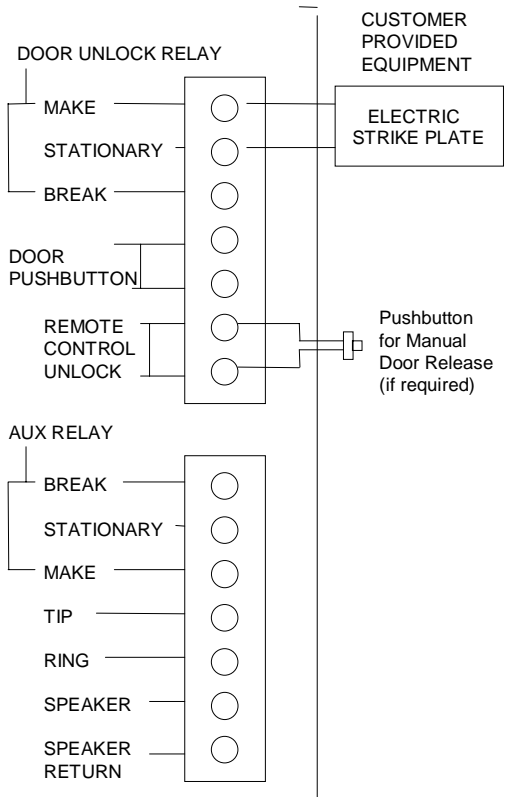 CUSTOMER
PROVIDED
EQUIPMENT
DOOR UNLOCK RELAY
MAKE
STATIONARY
BREAK
ELECTRIC
STRIKE PLATE
DOOR
PUSHBUTTON
REMOTE
CONTROL
UNLOCK
Pushbutton
for Manual
Door Release
(if required)
AUX RELAY
BREAK
STATIONARY
MAKE
TIP
RING
SPEAKER
SPEAKER
RETURN